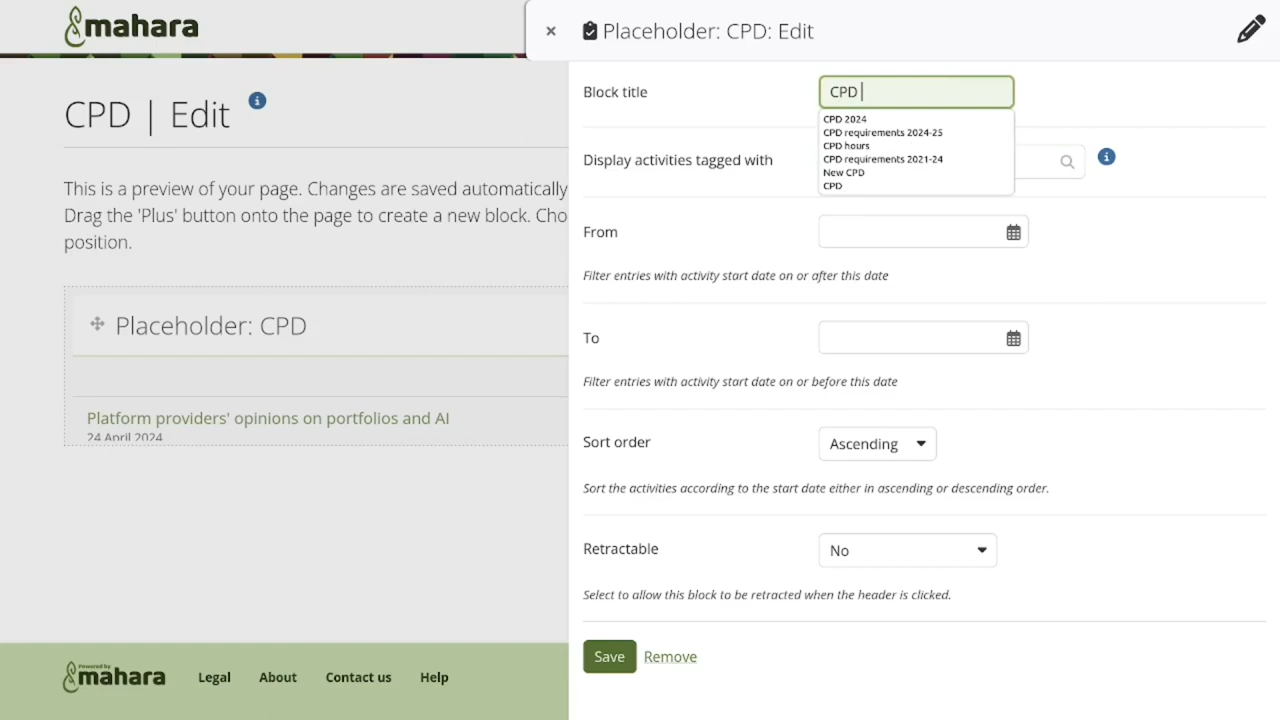 mahara
×
Placeholder: CPD: Edit
CPD | Edit
This is a preview of your page. Changes are saved automatically
Drag the 'Plus' button onto the page to create a new block. Cho
position.
Placeholder: CPD
Platform providers' opinions on portfolios and AI
24 April 2024
Block title
CPD
CPD 2024
CPD requirements 2024-25
CPD hours
CPD requirements 2021-24
New CPD
CPD
Display activities tagged with
From
Filter entries with activity start date on or after this date
To
Filter entries with activity start date on or before this date
Sort order
Ascending
Sort the activities according to the start date either in ascending or descending order.
Retractable
No
Select to allow this block to be retracted when the header is clicked.
Save Remove
Powered by
mahara
Legal About Contact us Help